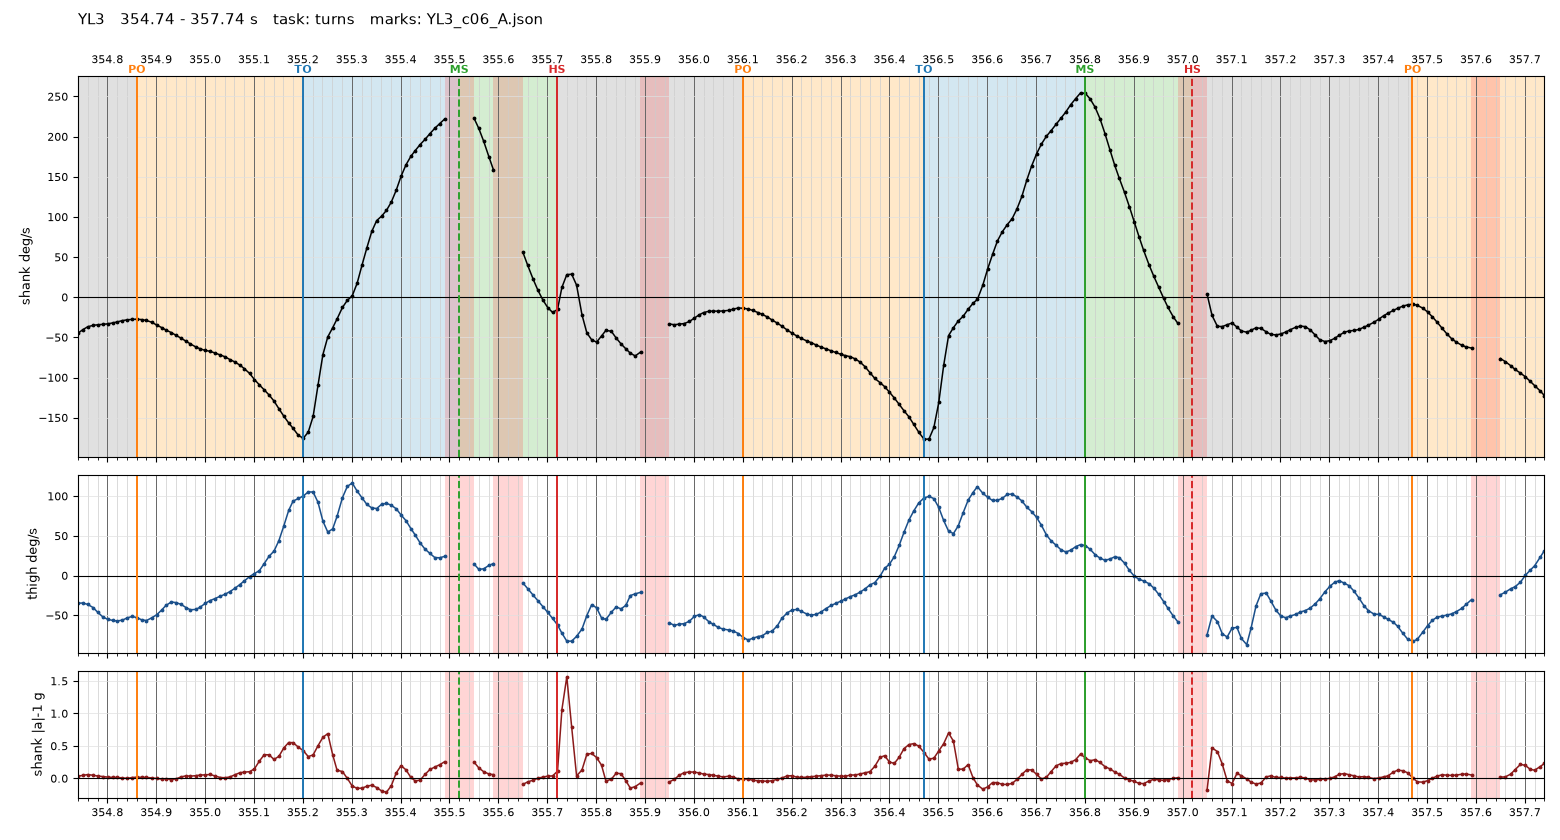 YL3 354.74 - 357.74 s task: turns marks: YL3_c06_A.json
354.8 354.9 355.0 355.1 355.2 355.3 355.4 355.5 355.6 355.7 355.8 355.9 356.0 356.1 356.2 356.3 356.4 356.5 356.6 356.7 356.8 356.9 357.0 357.1 357.2 357.3 357.4 357.5 357.6 357.7
PO TO MS HS PO TO MS HS PO
250
200
150
100
50
0
−50
−100
−150
shank deg/s
100
50
0
−50
thigh deg/s
1.5
1.0
0.5
0.0
shank |a|-1 g
354.8 354.9 355.0 355.1 355.2 355.3 355.4 355.5 355.6 355.7 355.8 355.9 356.0 356.1 356.2 356.3 356.4 356.5 356.6 356.7 356.8 356.9 357.0 357.1 357.2 357.3 357.4 357.5 357.6 357.7